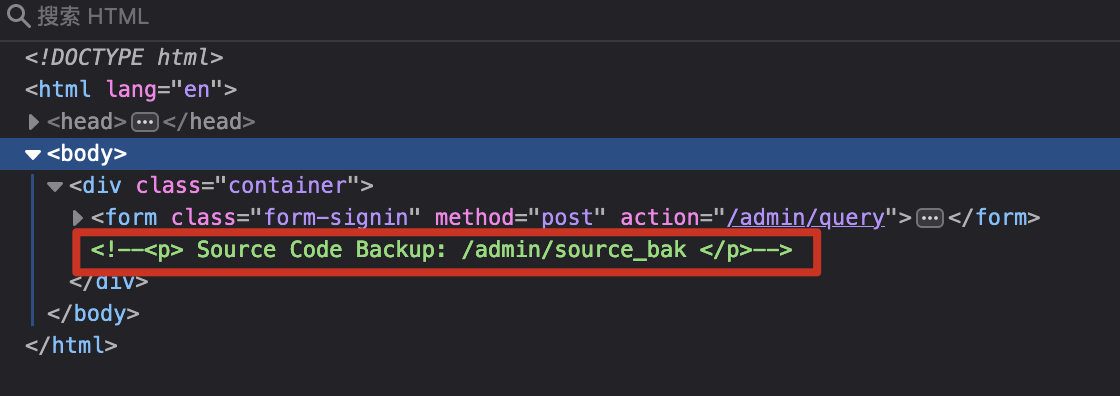 搜索 HTML
<!DOCTYPE html>
<html lang="en">
<head>•••</head>
<body>
<div class="container">
<form class="form-signin" method="post" action="/admin/query">•••</form>
<!--<p> Source Code Backup: /admin/source_bak </p>-->
</div>
</body>
</html>